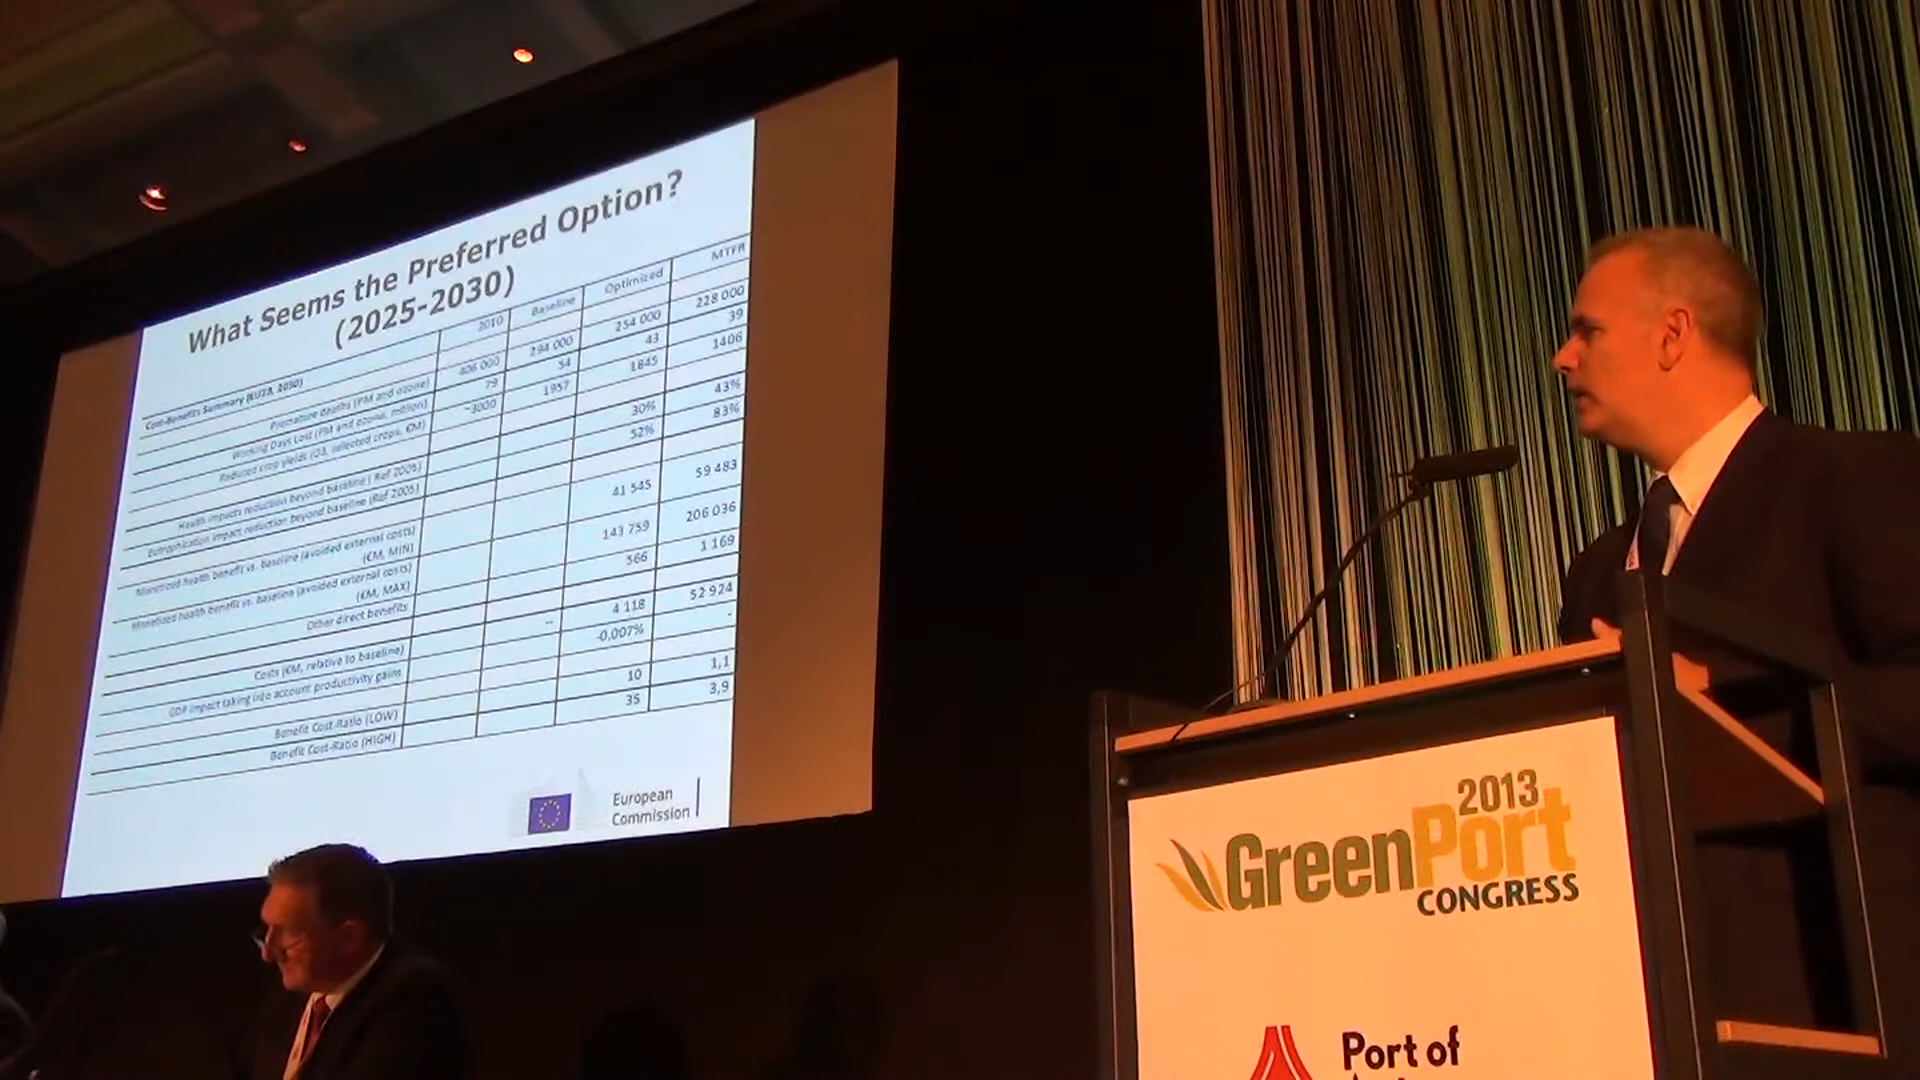 What Seems the Preferred Option?
(2025-2030)
Cost-Benefits Summary (EU28, 2030) 2010 Baseline Optimized MTFR
Premature deaths (PM and ozone) 406 000 294 000 254 000 228 000
Working Days Lost (PM and ozone, million) 79 54 43 39
Reduced crop yields (O3, selected crops, €M) ~3000 1957 1845 1406
Health impacts reduction beyond baseline ( Ref 2005) 30% 43%
Eutrophication impact reduction beyond baseline (Ref 2005) 52% 83%
Monetized health benefit vs. baseline (avoided external costs)
(€M, MIN) 41 545 59 483
Monetized health benefit vs. baseline (avoided external costs)
(€M, MAX) 143 759 206 036
Other direct benefits 566 1 169
Costs (€M, relative to baseline) -- 4 118 52 924
GDP impact taking into account productivity gains -0,007% -
Benefit Cost-Ratio (LOW) 10 1,1
Benefit Cost-Ratio (HIGH) 35 3,9
European
Commission
2013
GreenPort
CONGRESS
Port of